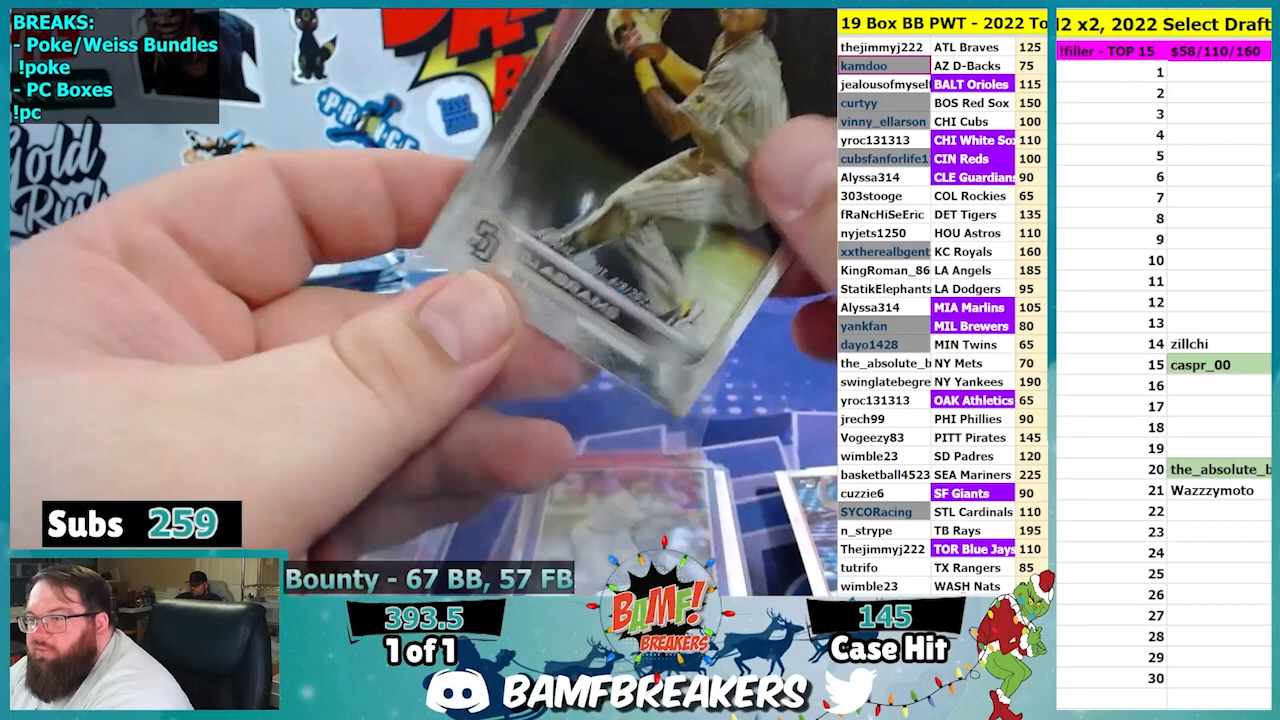 BREAKS:
- Poke/Weiss Bundles
!poke
- PC Boxes
!pc
Gold
Rush
Subs 259
Bounty - 67 BB, 57 FB
393.5
1 of 1
BAMF!
BREAKERS
145
Case Hit
BAMFBREAKERS
19 Box BB PWT - 2022 To
thejimmyj222 ATL Braves 125
kamdoo AZ D-Backs 75
jealousofmysel BALT Orioles 115
curtyy BOS Red Sox 150
vinny_ellarson CHI Cubs 100
yroc131313 CHI White Sox 110
cubsfanforlife1 CIN Reds 100
Alyssa314 CLE Guardians 90
303stooge COL Rockies 65
fRaNcHiSeEric DET Tigers 135
nyjets1250 HOU Astros 110
xxtherealbgent KC Royals 160
KingRoman_86 LA Angels 185
StatikElephants LA Dodgers 95
Alyssa314 MIA Marlins 105
yankfan MIL Brewers 80
dayo1428 MIN Twins 65
the_absolute_b NY Mets 70
swinglatebegre NY Yankees 190
yroc131313 OAK Athletics 65
jrech99 PHI Phillies 90
Vogeezy83 PITT Pirates 145
wimble23 SD Padres 120
basketball4523 SEA Mariners 225
cuzzie6 SF Giants 90
SYCORacing STL Cardinals 110
n_strype TB Rays 195
Thejimmyj222 TOR Blue Jays 110
tutrifo TX Rangers 85
wimble23 WASH Nats
2 x2, 2022 Select Draft
!filler - TOP 15 $58/110/160
1
2
3
4
5
6
7
8
9
10
11
12
13
14 zillchi
15 caspr_00
16
17
18
19
20 the_absolute_b
21 Wazzzymoto
22
23
24
25
26
27
28
29
30